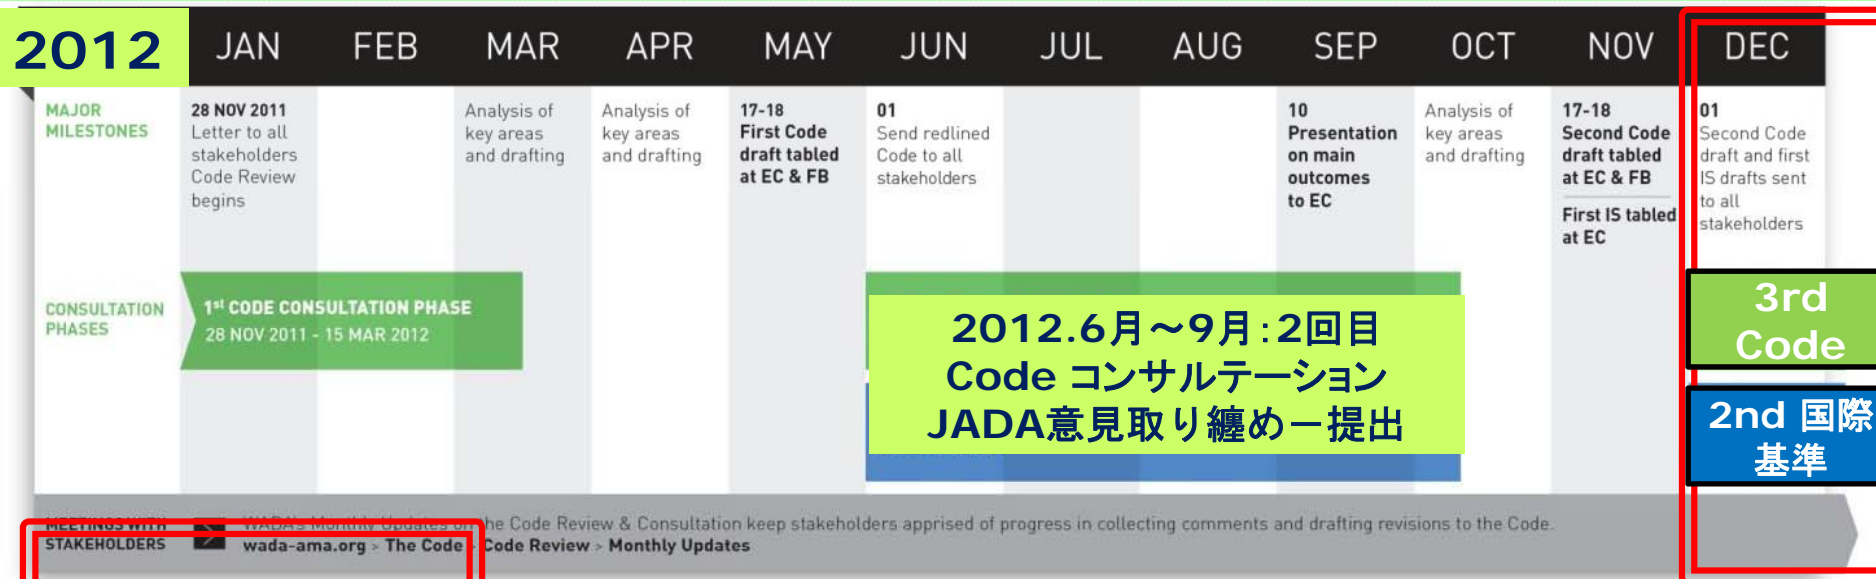 2012
JAN
FEB
MAR
APR
MAY
JUN
JUL
AUG
SEP
OCT
NOV
DEC
MAJOR
MILESTONES
28 NOV 2011
Letter to all
stakeholders
Code Review
begins
Analysis of
key areas
and drafting
Analysis of
key areas
and drafting
17-18
First Code
draft tabled
at EC & FB
01
Send redlined
Code to all
stakeholders
10
Presentation
on main
outcomes
to EC
Analysis of
key areas
and drafting
17-18
Second Code
draft tabled
at EC & FB
First IS tabled
at EC
01
Second Code
draft and first
IS drafts sent
to all
stakeholders
CONSULTATION
PHASES
1st CODE CONSULTATION PHASE
28 NOV 2011 - 15 MAR 2012
2012.6月～9月:2回目
Code コンサルテーション
JADA意見取り纏めー提出
3rd
Code
2nd 国際
基準
MEETINGS WITH
STAKEHOLDERS
WADA's Monthly Updates on the Code Review & Consultation keep stakeholders apprised of progress in collecting comments and drafting revisions to the Code.
wada-ama.org > The Code > Code Review > Monthly Updates